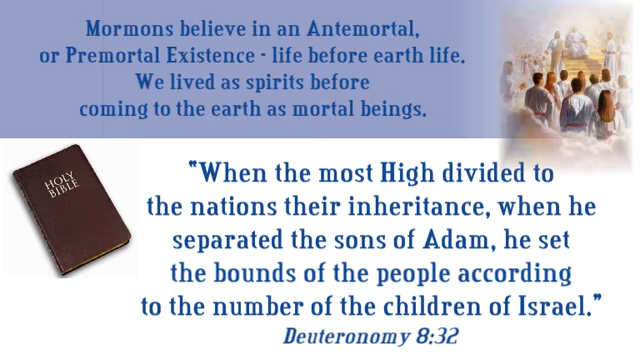 Mormons believe in an Antemortal,
or Premortal Existence - life before earth life.
We lived as spirits before
coming to the earth as mortal beings.
HOLY
BIBLE
"When the most High divided to
the nations their inheritance, when he
separated the sons of Adam, he set
the bounds of the people according
to the number of the children of Israel."
Deuteronomy 8:32